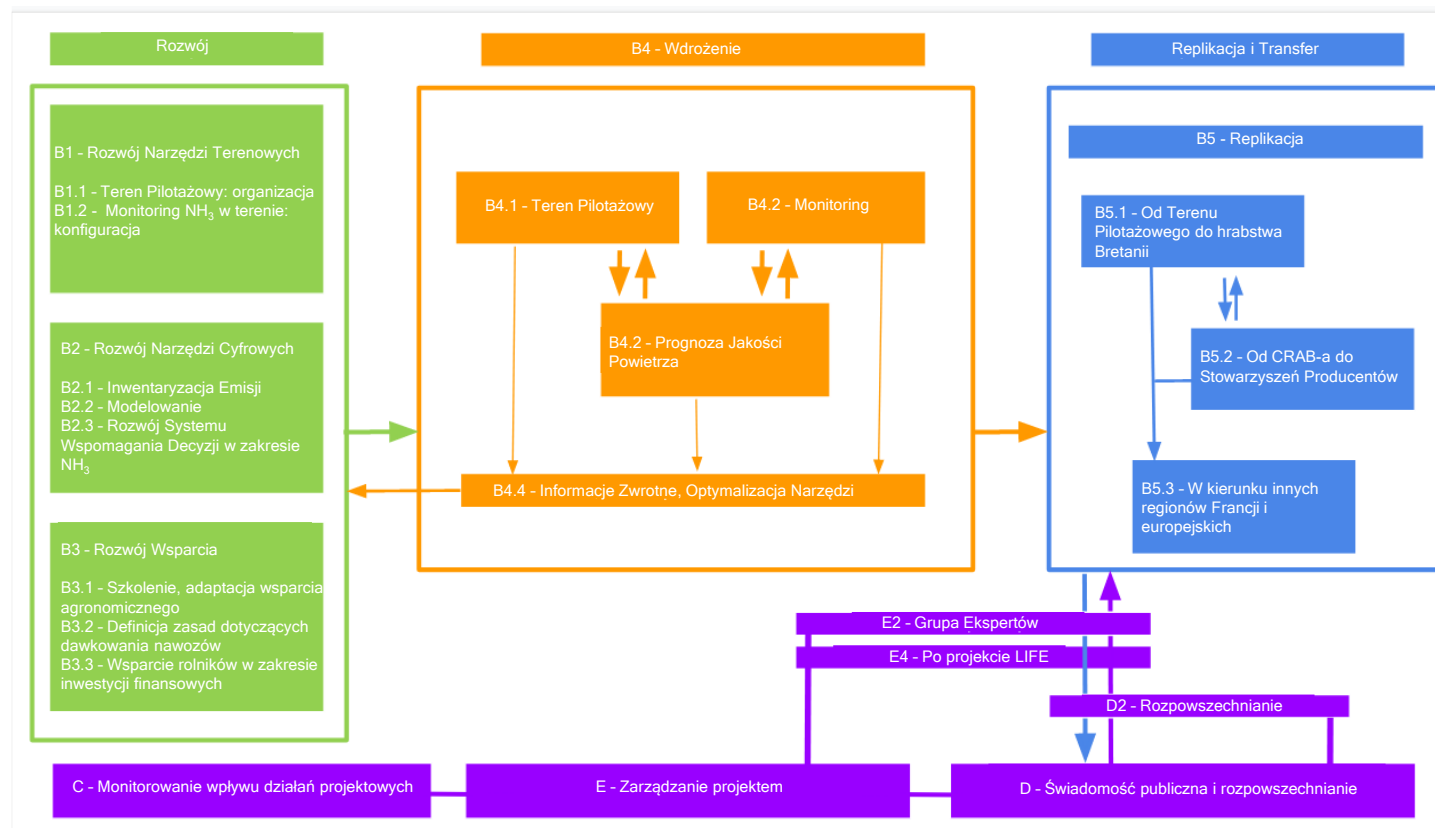 Rozwój
B4 - Wdrożenie
Replikacja i Transfer
B1 - Rozwój Narzędzi Terenowych
B1.1 - Teren Pilotażowy: organizacja
B1.2 - Monitoring NH₃ w terenie:
konfiguracja
B2 - Rozwój Narzędzi Cyfrowych
B2.1 - Inwentaryzacja Emisji
B2.2 - Modelowanie
B2.3 - Rozwój Systemu
Wspomagania Decyzji w zakresie
NH₃
B3 - Rozwój Wsparcia
B3.1 - Szkolenie, adaptacja wsparcia
agronomicznego
B3.2 - Definicja zasad dotyczących
dawkowania nawozów
B3.3 - Wsparcie rolników w zakresie
inwestycji finansowych
B4.1 - Teren Pilotażowy
B4.2 - Monitoring
B4.2 - Prognoza Jakości
Powietrza
B4.4 - Informacje Zwrotne, Optymalizacja Narzędzi
B5 - Replikacja
B5.1 - Od Terenu
Pilotażowego do hrabstwa
Bretanii
B5.2 - Od CRAB-a do
Stowarzyszeń Producentów
B5.3 - W kierunku innych
regionów Francji i
europejskich
E2 - Grupa Ekspertów
E4 - Po projekcie LIFE
D2 - Rozpowszechnianie
C - Monitorowanie wpływu działań projektowych
E - Zarządzanie projektem
D - Świadomość publiczna i rozpowszechnianie